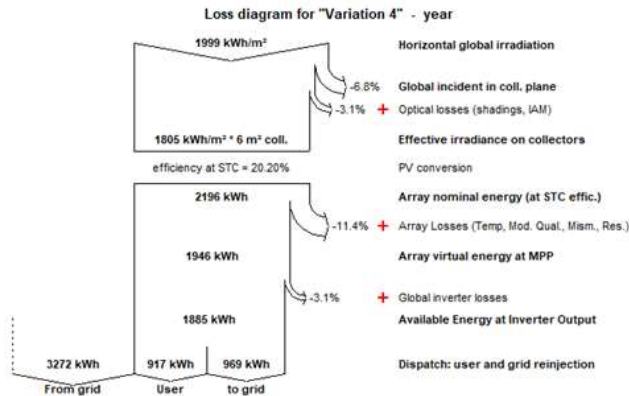 Loss diagram for "Variation 4" - year
1999 kWh/m² Horizontal global irradiation
-6.8% Global incident in coll. plane
-3.1% + Optical losses (shadings, IAM)
1805 kWh/m² * 6 m² coll. Effective irradiance on collectors
efficiency at STC = 20.20% PV conversion
2196 kWh Array nominal energy (at STC effic.)
-11.4% + Array Losses (Temp, Mod. Qual., Mism., Res.)
1946 kWh Array virtual energy at MPP
-3.1% + Global inverter losses
1885 kWh Available Energy at Inverter Output
3272 kWh 917 kWh 969 kWh Dispatch: user and grid reinjection
From grid User to grid